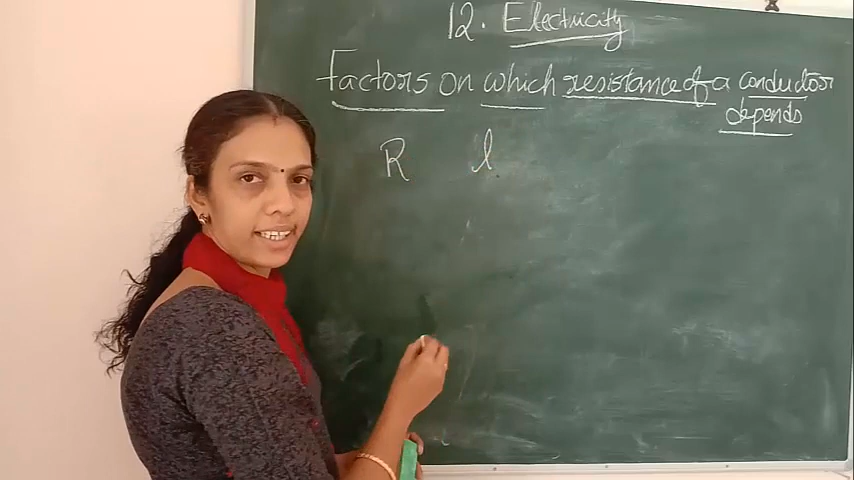 12. Electricity
Factors on which resistance of a conductor
depends
R l